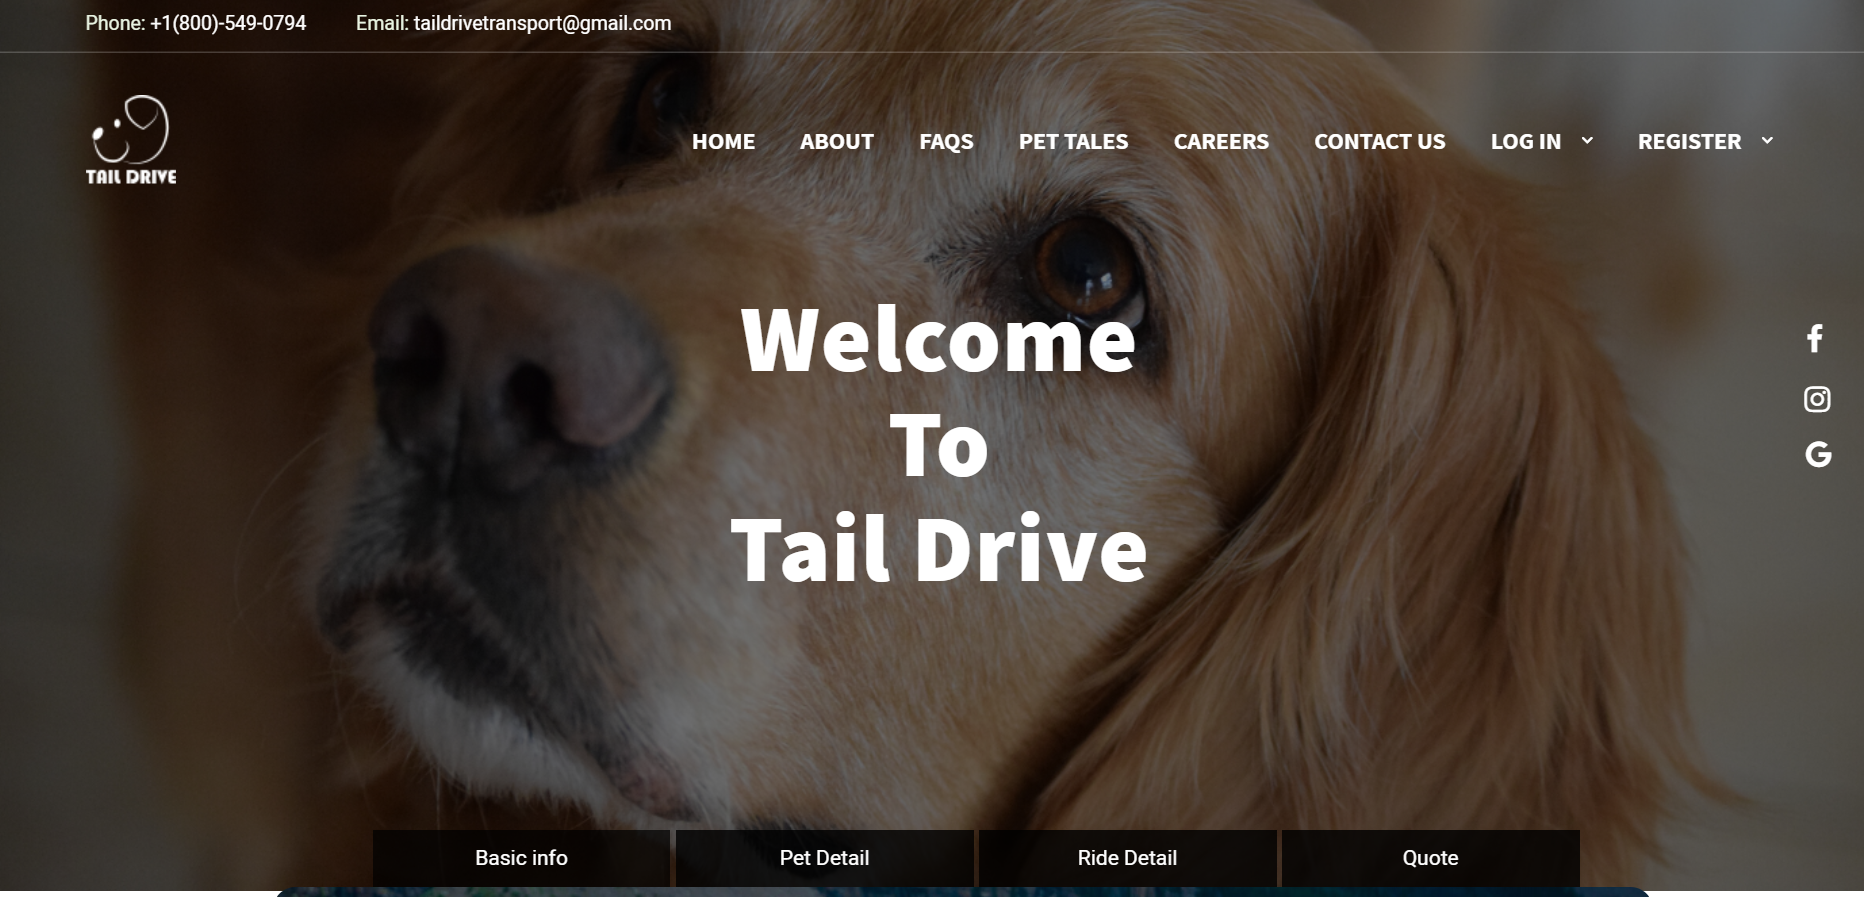 Phone: +1(800)-549-0794 Email: taildrivetransport@gmail.com
TAIL DRIVE
HOME ABOUT FAQS PET TALES CAREERS CONTACT US LOG IN REGISTER
Welcome
To
Tail Drive
Basic info Pet Detail Ride Detail Quote